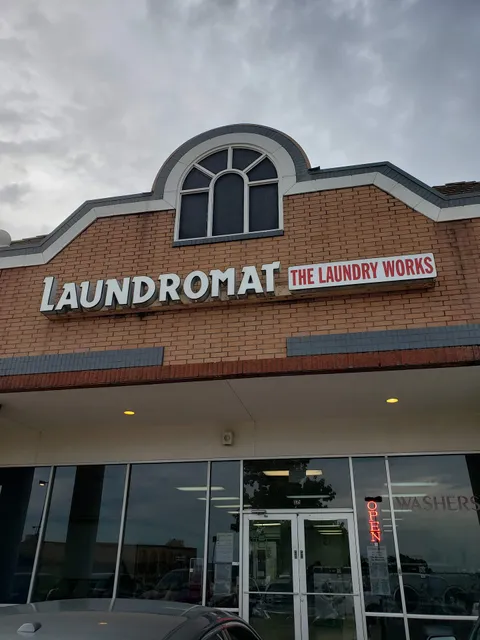 LAUNDROMAT
THE LAUNDRY WORKS
WASHERS
OPEN